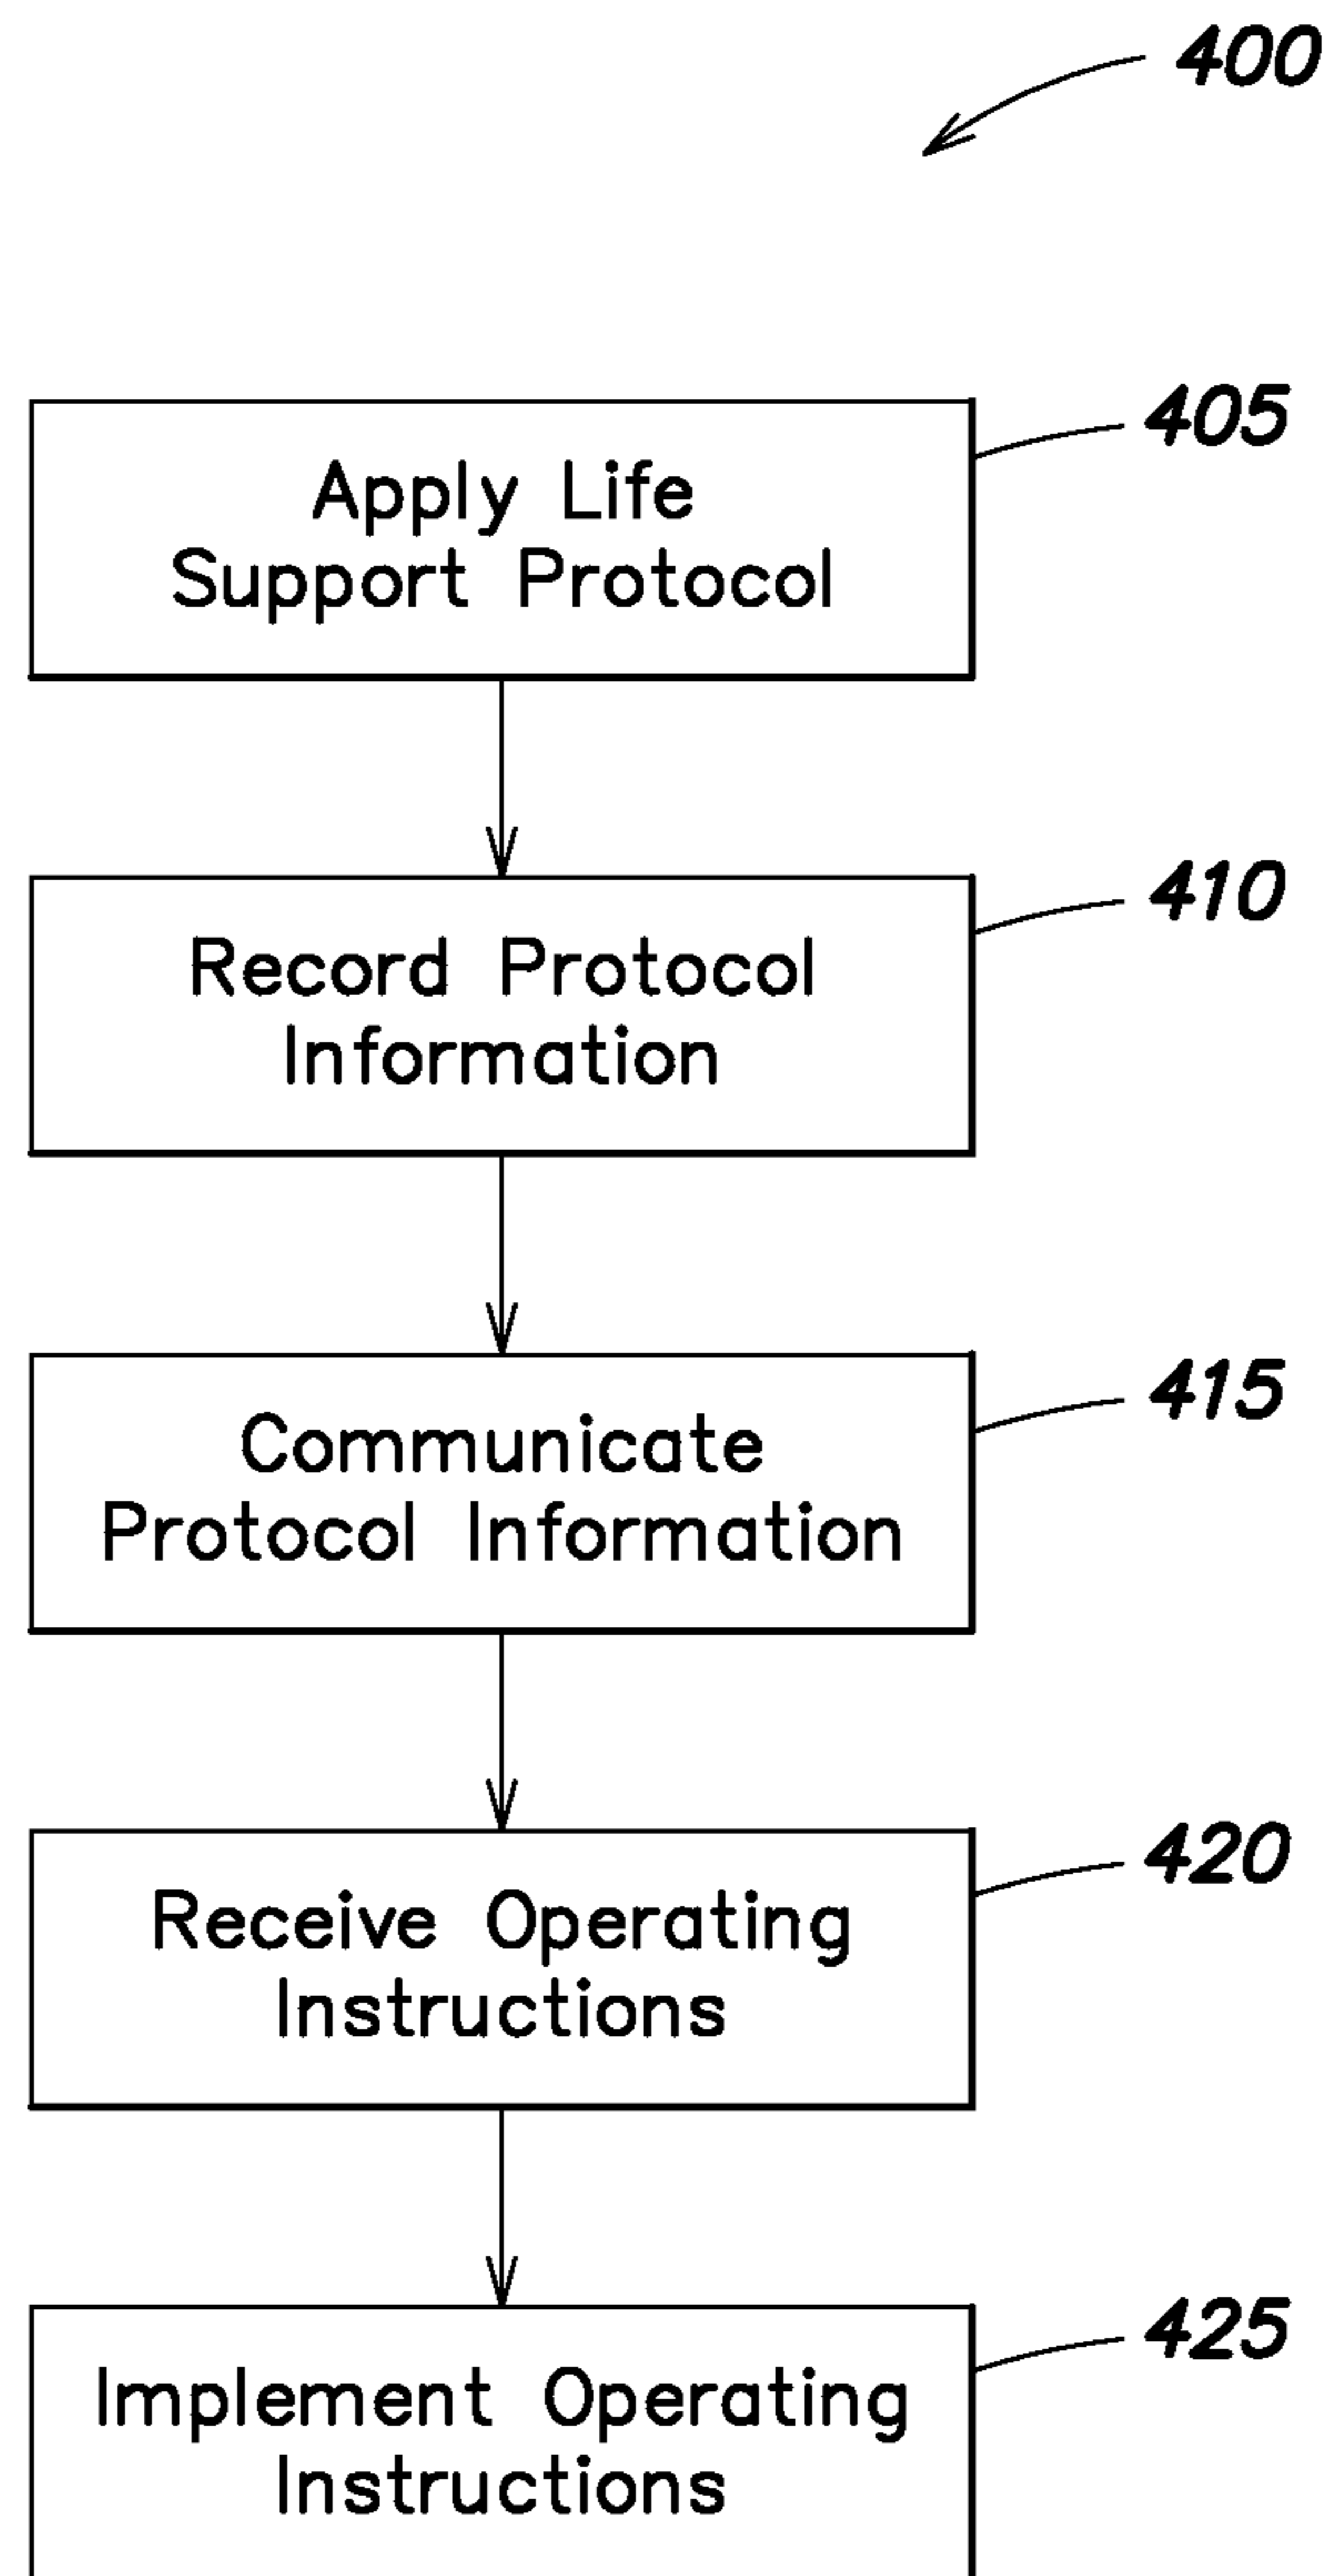 400
405
Apply Life
Support Protocol
410
Record Protocol
Information
415
Communicate
Protocol Information
420
Receive Operating
Instructions
425
Implement Operating
Instructions